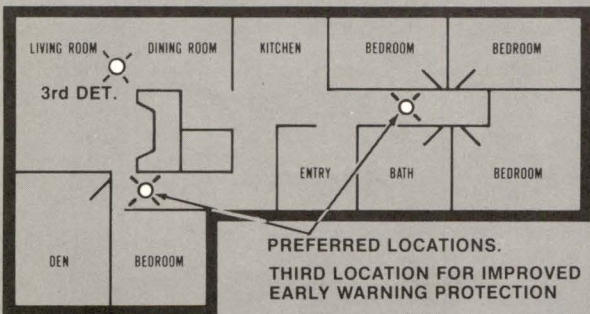 LIVING ROOM
DINING ROOM
KITCHEN
BEDROOM
BEDROOM
3rd DET.
ENTRY
BATH
BEDROOM
DEN
BEDROOM
PREFERRED LOCATIONS.
THIRD LOCATION FOR IMPROVED
EARLY WARNING PROTECTION